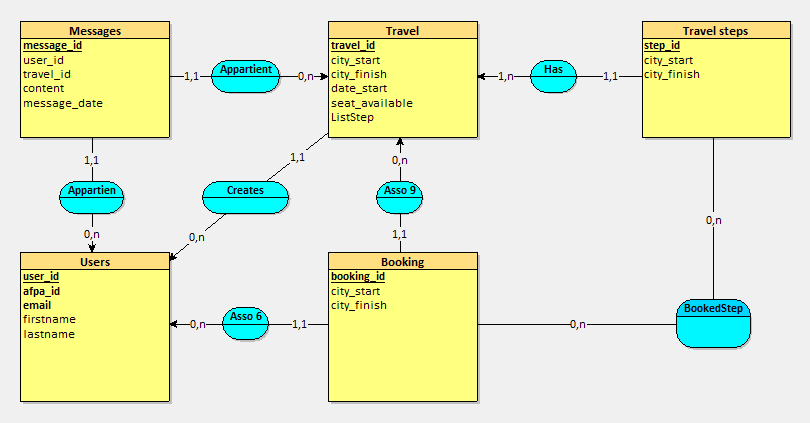 Messages
message_id
user_id
travel_id
content
message_date
1,1
Appartient
0,n
Travel
travel_id
city_start
city_finish
date_start
seat_available
ListStep
1,n
Has
1,1
Travel steps
step_id
city_start
city_finish
1,1
Appartien
0,n
1,1
Creates
0,n
0,n
Asso 9
1,1
0,n
Users
user_id
afpa_id
email
firstname
lastname
0,n
Asso 6
1,1
Booking
booking_id
city_start
city_finish
0,n
BookedStep